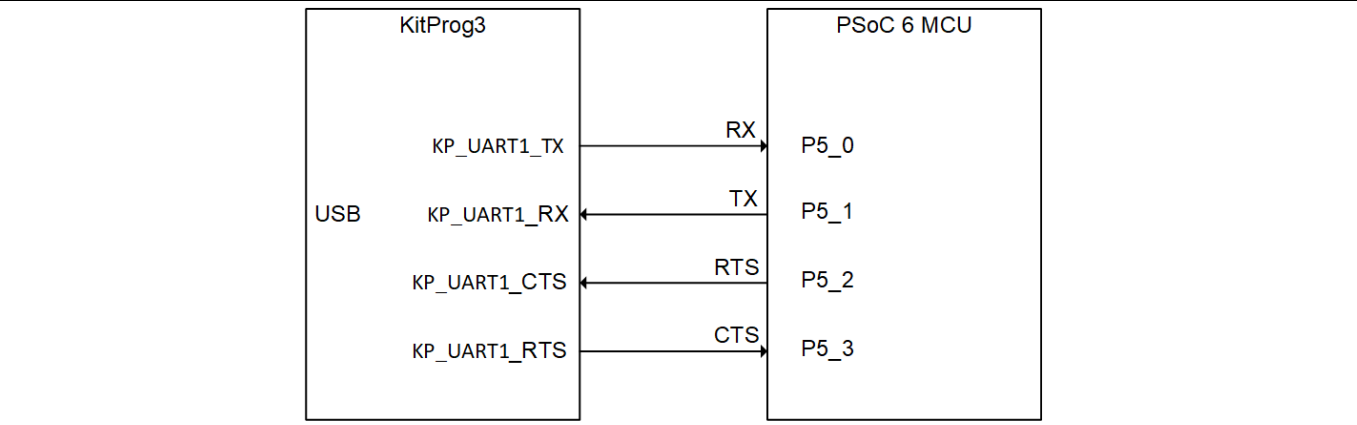 KitProg3
PSoC 6 MCU
KP_UART1_TX
RX
P5_0
USB
KP_UART1_RX
TX
P5_1
KP_UART1_CTS
RTS
P5_2
KP_UART1_RTS
CTS
P5_3